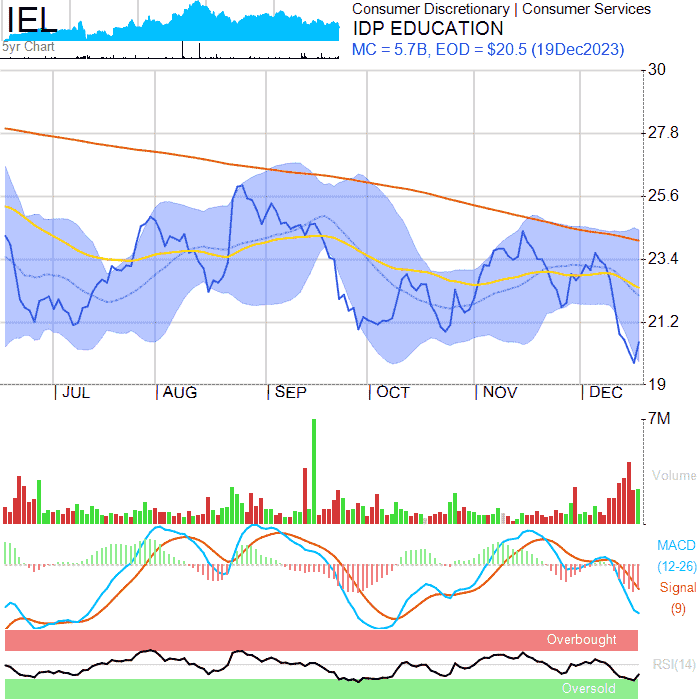 IEL
5yr Chart
Consumer Discretionary | Consumer Services
IDP EDUCATION
MC = 5.7B, EOD = $20.5 (19Dec2023)
30
27.8
25.6
23.4
21.2
19
JUL AUG SEP OCT NOV DEC
7M
Volume
MACD
(12-26)
Signal
(9)
Overbought
RSI(14)
Oversold